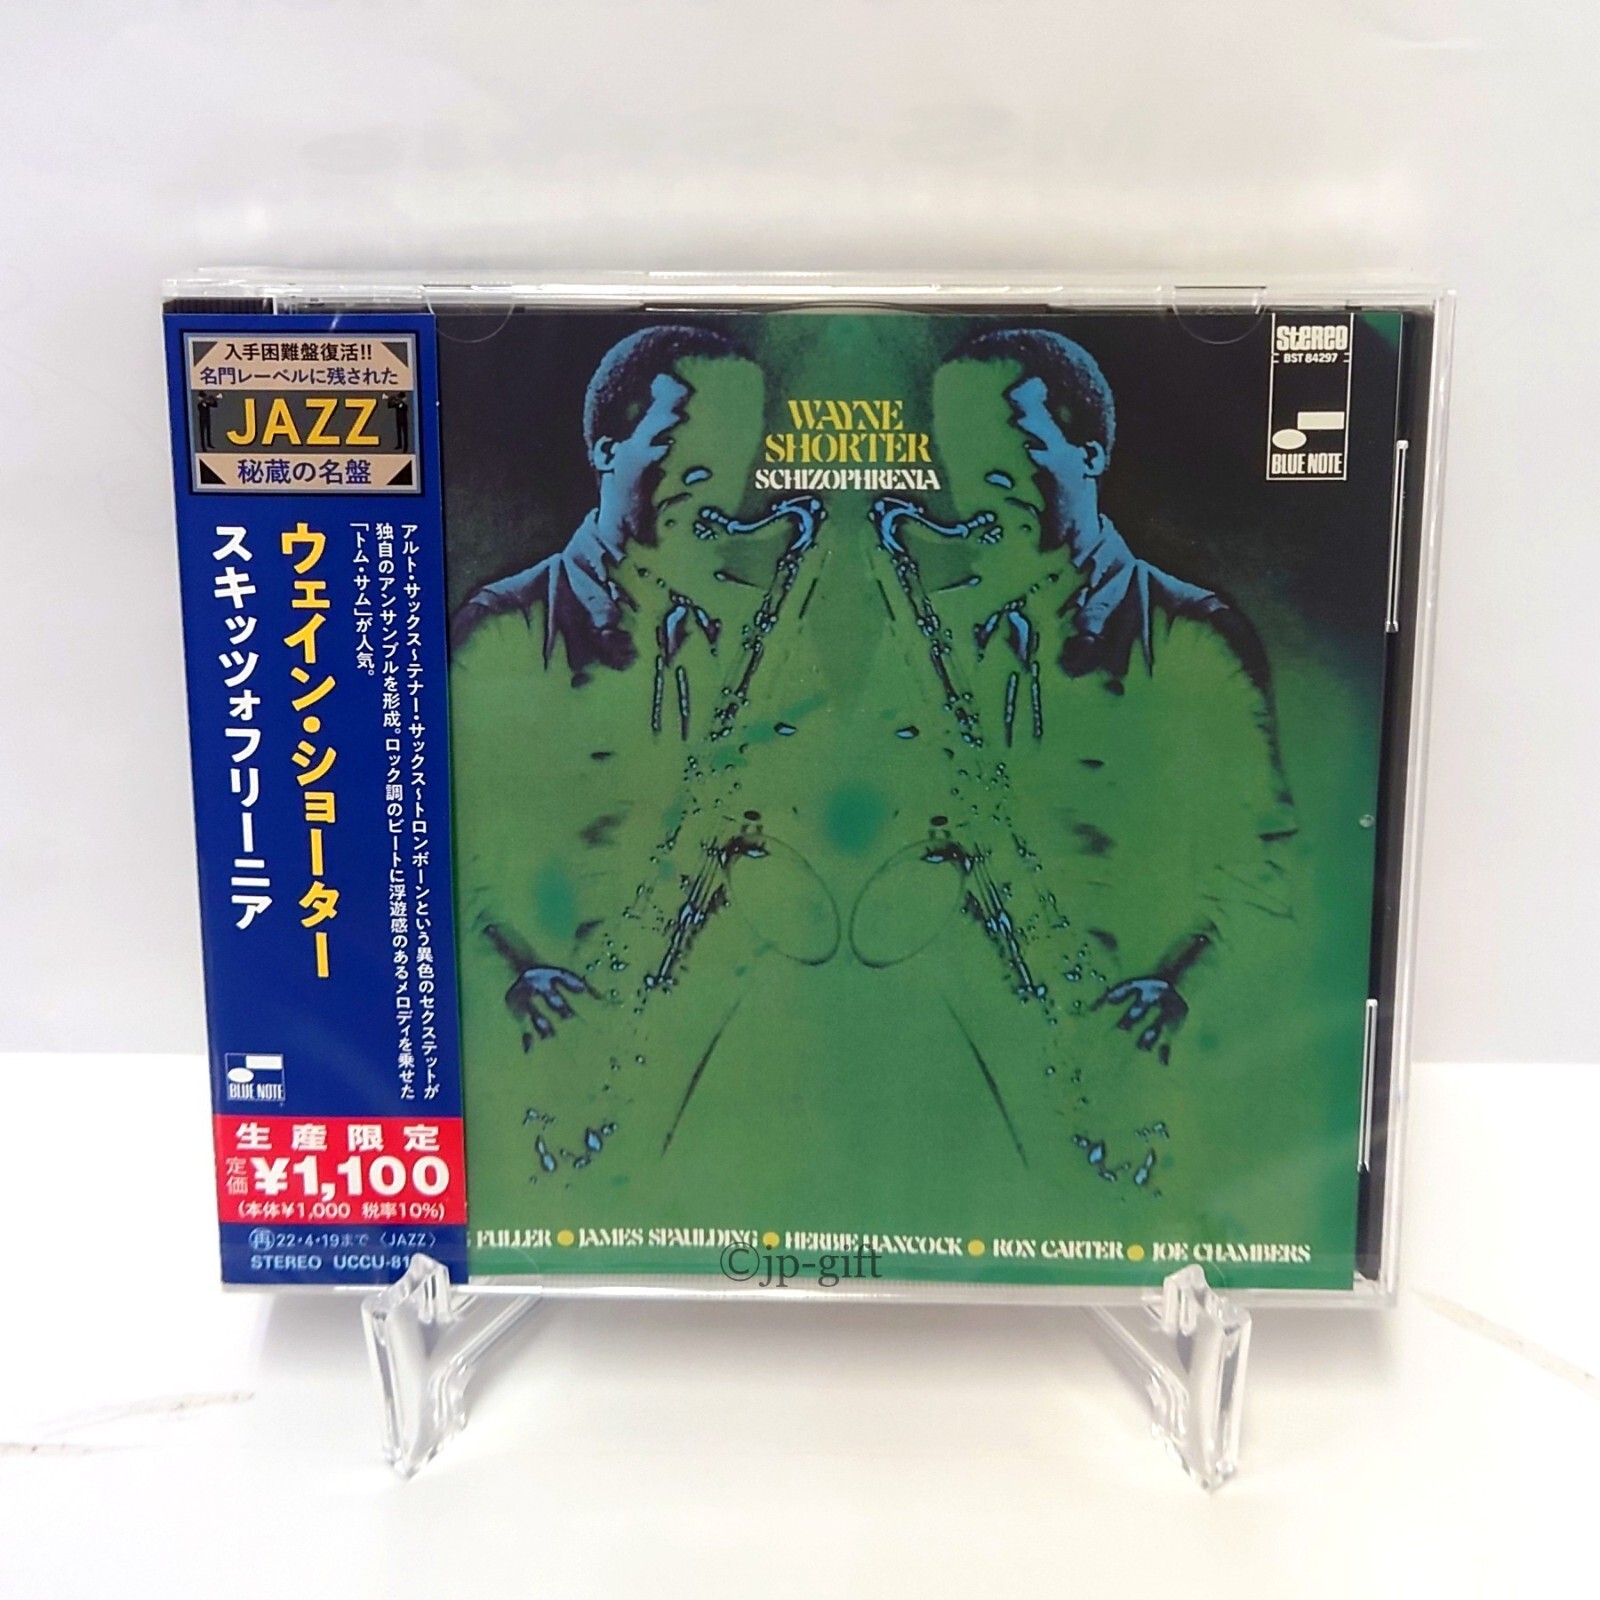 入手困難盤復活!!
名門レーベルに残された
JAZZ
秘蔵の名盤
アルト・サックス~テナー・サックス~トロンボーンという異色のセクステットが
独自のアンサンブルを形成。ロック調のビートに浮遊感のあるメロディを乗せた
「トム・サム」が人気。
ウェイン・ショーター
スキッツォフリーニア
BLUE NOTE
生産限定
定価 ¥1,100
(本体¥1,000 税率10%)
再22・4・19まで〈JAZZ〉
STEREO UCCU-81
WAYNE
SHORTER
SCHIZOPHRENIA
stereo
BST 84297
BLUE NOTE
FULLER ● JAMES SPAULDING ● HERBIE HANCOCK ● RON CARTER ● JOE CHAMBERS
©jp-gift